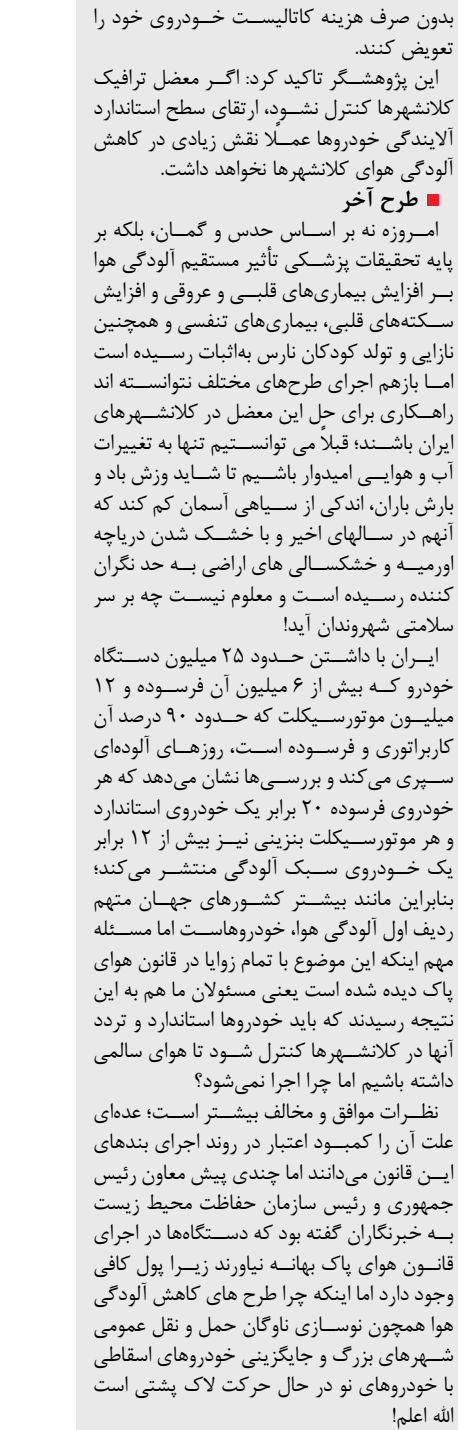 بدون صرف هزینه کاتالیست خودروی خود را
تعویض کنند.
این پژوهشگر تاکید کرد: اگر معضل ترافیک
کلانشهرها کنترل نشود، ارتقای سطح استاندارد
آلایندگی خودروها عملًا نقش زیادی در کاهش
آلودگی هوای کلانشهرها نخواهد داشت.
طرح آخر
امروزه نه بر اساس حدس و گمان، بلکه بر
پایه تحقیقات پزشکی تأثیر مستقیم آلودگی هوا
بر افزایش بیماری‌های قلبی و عروقی و افزایش
سکته‌های قلبی، بیماری‌های تنفسی و همچنین
نازایی و تولد کودکان نارس به‌اثبات رسیده است
اما بازهم اجرای طرح‌های مختلف نتوانسته اند
راهکاری برای حل این معضل در کلانشهرهای
ایران باشند؛ قبلاً می توانستیم تنها به تغییرات
آب و هوایی امیدوار باشیم تا شاید وزش باد و
بارش باران، اندکی از سیاهی آسمان کم کند که
آنهم در سالهای اخیر و با خشک شدن دریاچه
اورمیه و خشکسالی های اراضی به حد نگران
کننده رسیده است و معلوم نیست چه بر سر
سلامتی شهروندان آید!
ایران با داشتن حدود ۲۵ میلیون دستگاه
خودرو که بیش از ۶ میلیون آن فرسوده و ۱۲
میلیون موتورسیکلت که حدود ۹۰ درصد آن
کاربراتوری و فرسوده است، روزهای آلوده‌ای
سپری می‌کند و بررسی‌ها نشان می‌دهد که هر
خودروی فرسوده ۲۰ برابر یک خودروی استاندارد
و هر موتورسیکلت بنزینی نیز بیش از ۱۲ برابر
یک خودروی سبک آلودگی منتشر می‌کند؛
بنابراین مانند بیشتر کشورهای جهان متهم
ردیف اول آلودگی هوا، خودروهاست اما مسئله
مهم اینکه این موضوع با تمام زوایا در قانون هوای
پاک دیده شده است یعنی مسئولان ما هم به این
نتیجه رسیدند که باید خودروها استاندارد و تردد
آنها در کلانشهرها کنترل شود تا هوای سالمی
داشته باشیم اما چرا اجرا نمی‌شود؟
نظرات موافق و مخالف بیشتر است؛ عده‌ای
علت آن را کمبود اعتبار در روند اجرای بندهای
این قانون می‌دانند اما چندی پیش معاون رئیس
جمهوری و رئیس سازمان حفاظت محیط زیست
به خبرنگاران گفته بود که دستگاه‌ها در اجرای
قانون هوای پاک بهانه نیاورند زیرا پول کافی
وجود دارد اما اینکه چرا طرح های کاهش آلودگی
هوا همچون نوسازی ناوگان حمل و نقل عمومی
شهرهای بزرگ و جایگزینی خودروهای اسقاطی
با خودروهای نو در حال حرکت لاک پشتی است
الله اعلم!